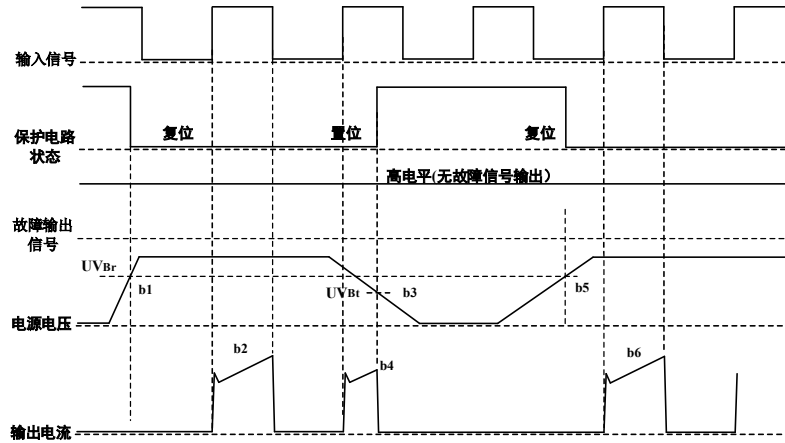 输入信号
保护电路
状态
复位
置位
复位
高电平(无故障信号输出)
故障输出
信号
UVBr
b1
UVBt
b3
b5
电源电压
b2
b4
b6
输出电流